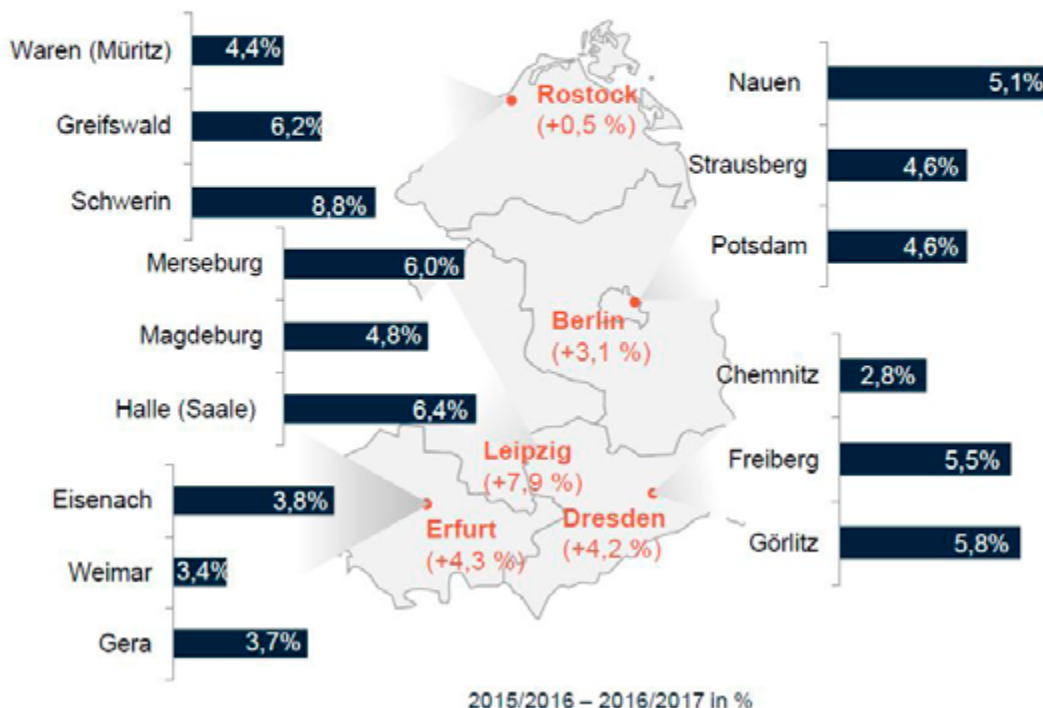 Waren (Müritz)
4,4%
Greifswald
6,2%
Schwerin
8,8%
Merseburg
6,0%
Magdeburg
4,8%
Halle (Saale)
6,4%
Eisenach
3,8%
Weimar
3,4%
Gera
3,7%
Rostock
(+0,5 %)
Berlin
(+3,1 %)
Leipzig
(+7,9 %)
Erfurt
(+4,3 %)
Dresden
(+4,2 %)
Nauen
5,1%
Strausberg
4,6%
Potsdam
4,6%
Chemnitz
2,8%
Freiberg
5,5%
Görlitz
5,8%
2015/2016 – 2016/2017 in %